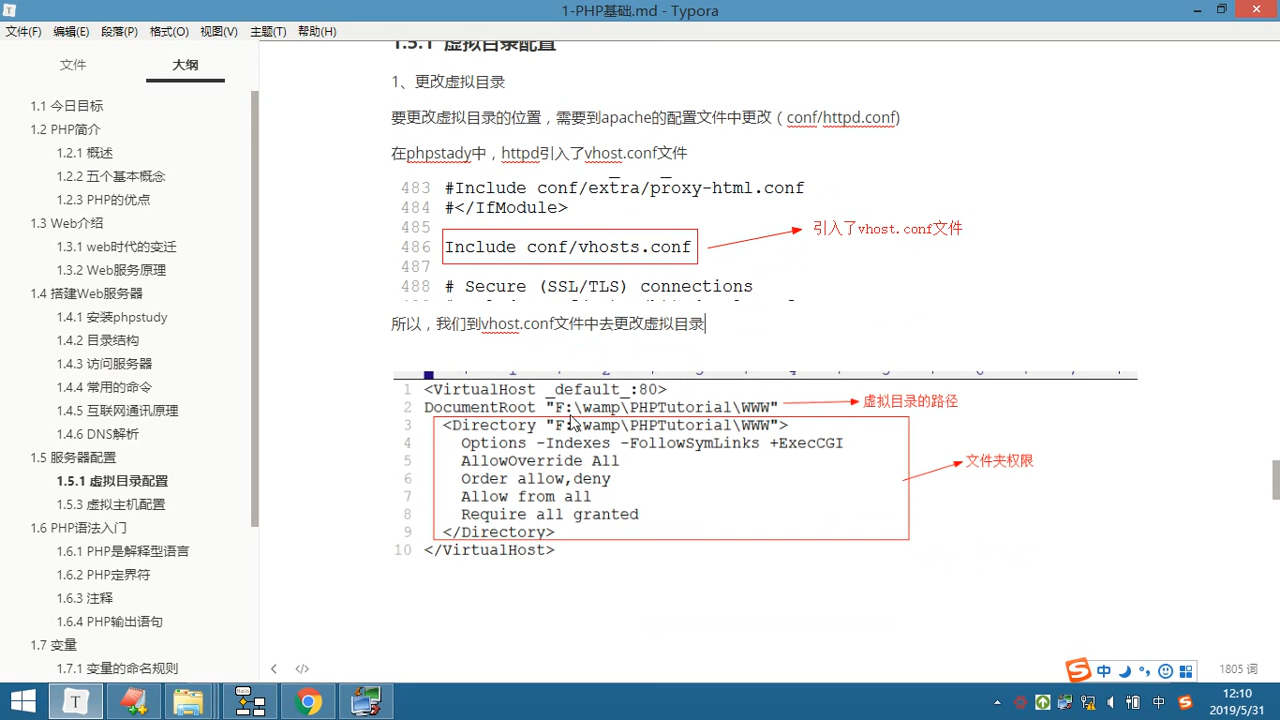 1-PHP基础.md - Typora
文件(F) 编辑(E) 段落(P) 格式(O) 视图(V) 主题(T) 帮助(H)
文件 大纲
1.1 今日目标
1.2 PHP简介
1.2.1 概述
1.2.2 五个基本概念
1.2.3 PHP的优点
1.3 Web介绍
1.3.1 web时代的变迁
1.3.2 Web服务原理
1.4 搭建Web服务器
1.4.1 安装phpstudy
1.4.2 目录结构
1.4.3 访问服务器
1.4.4 常用的命令
1.4.5 互联网通讯原理
1.4.6 DNS解析
1.5 服务器配置
1.5.1 虚拟目录配置
1.5.3 虚拟主机配置
1.6 PHP语法入门
1.6.1 PHP是解释型语言
1.6.2 PHP定界符
1.6.3 注释
1.6.4 PHP输出语句
1.7 变量
1.7.1 变量的命名规则
1.5.1 虚拟目录配置
1、更改虚拟目录
要更改虚拟目录的位置，需要到apache的配置文件中更改（conf/httpd.conf)
在phpstady中，httpd引入了vhost.conf文件
483 #Include conf/extra/proxy-html.conf
484 #</IfModule>
485
486 Include conf/vhosts.conf
引入了vhost.conf文件
487
488 # Secure (SSL/TLS) connections
所以，我们到vhost.conf文件中去更改虚拟目录
1 <VirtualHost _default_:80>
2 DocumentRoot "F:\wamp\PHPTutorial\WWW"
虚拟目录的路径
3 <Directory "F:\wamp\PHPTutorial\WWW">
4 Options -Indexes -FollowSymLinks +ExecCGI
5 AllowOverride All
文件夹权限
6 Order allow,deny
7 Allow from all
8 Require all granted
9 </Directory>
10 </VirtualHost>
</> 中 1805 词
中 12:10
2019/5/31